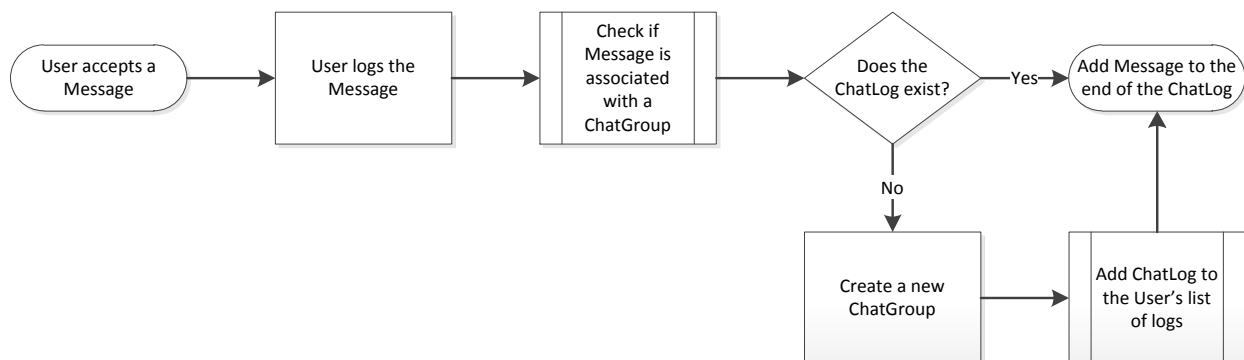 User accepts a
Message
User logs the
Message
Check if
Message is
associated
with a
ChatGroup
Does the
ChatLog exist?
Yes
Add Message to the
end of the ChatLog
No
Create a new
ChatGroup
Add ChatLog to
the User’s list
of logs